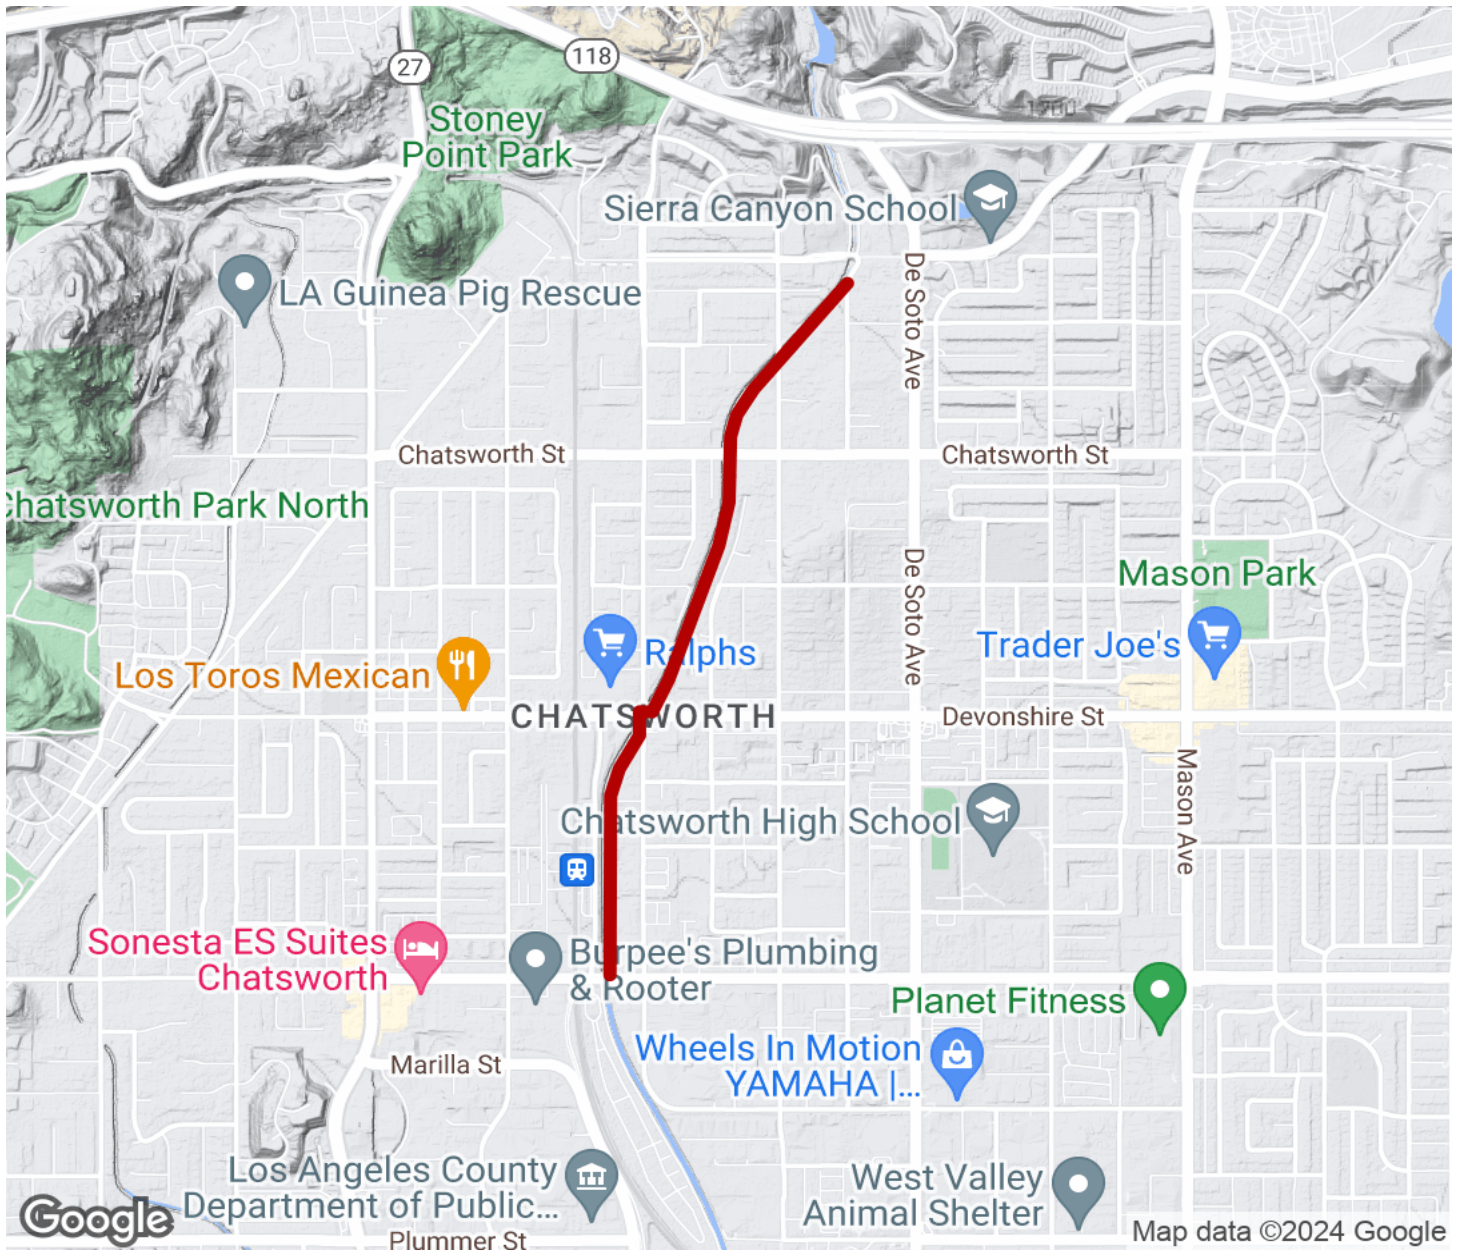 27
118
Stoney
Point Park
1700
Sierra Canyon School
LA Guinea Pig Rescue
De Soto Ave
Chatsworth St
Chatsworth St
Chatsworth Park North
De Soto Ave
Mason Park
Ralphs
Trader Joe's
Los Toros Mexican
CHATSWORTH
Devonshire St
Mason Ave
Chatsworth High School
Sonesta ES Suites
Chatsworth
Burpee's Plumbing
& Rooter
Planet Fitness
Marilla St
Wheels In Motion
YAMAHA |...
Los Angeles County
Department of Public...
West Valley
Animal Shelter
Google
Plummer St
Map data ©2024 Google